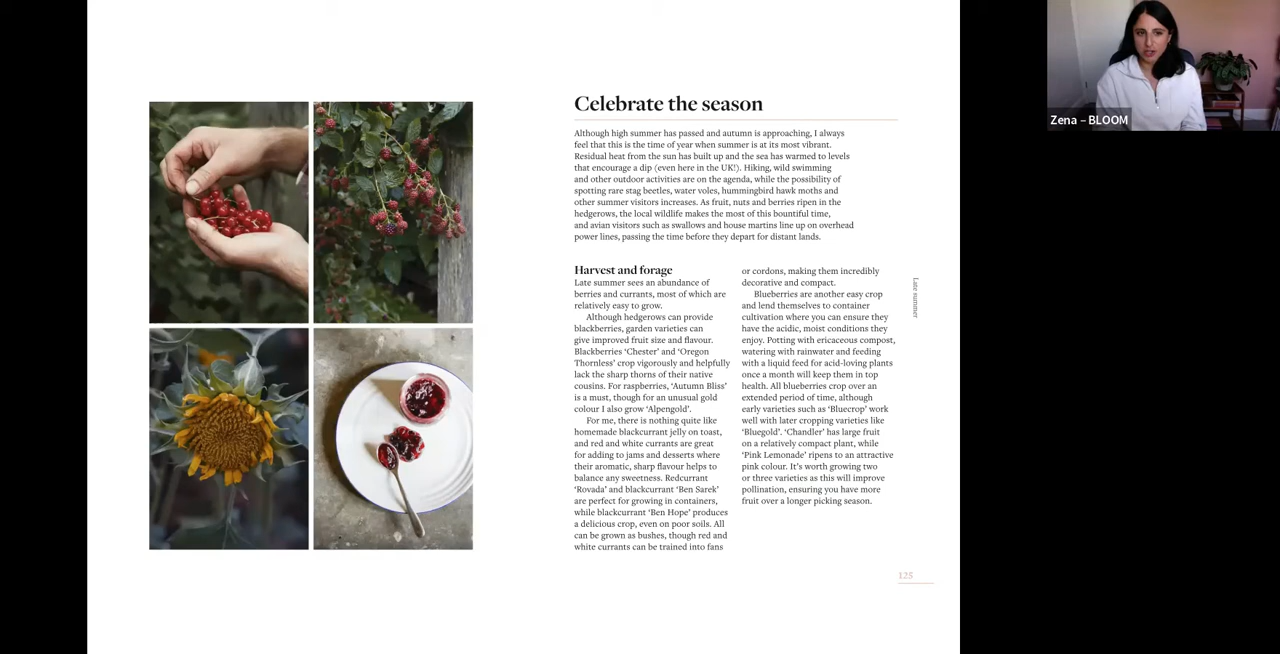 Celebrate the season
Although high summer has passed and autumn is approaching, I always
feel that this is the time of year when summer is at its most vibrant.
Residual heat from the sun has built up and the sea has warmed to levels
that encourage a dip (even here in the UK!). Hiking, wild swimming
and other outdoor activities are on the agenda, while the possibility of
spotting rare stag beetles, water voles, hummingbird hawk moths and
other summer visitors increases. As fruit, nuts and berries ripen in the
hedgerows, the local wildlife makes the most of this bountiful time,
and avian visitors such as swallows and house martins line up on overhead
power lines, passing the time before they depart for distant lands.
Harvest and forage
Late summer sees an abundance of
berries and currants, most of which are
relatively easy to grow.
Although hedgerows can provide
blackberries, garden varieties can
give improved fruit size and flavour.
Blackberries ‘Chester’ and ‘Oregon
Thornless’ crop vigorously and helpfully
lack the sharp thorns of their native
cousins. For raspberries, ‘Autumn Bliss’
is a must, though for an unusual gold
colour I also grow ‘Alpengold’.
For me, there is nothing quite like
homemade blackcurrant jelly on toast,
and red and white currants are great
for adding to jams and desserts where
their aromatic, sharp flavour helps to
balance any sweetness. Redcurrant
‘Rovada’ and blackcurrant ‘Ben Sarek’
are perfect for growing in containers,
while blackcurrant ‘Ben Hope’ produces
a delicious crop, even on poor soils. All
can be grown as bushes, though red and
white currants can be trained into fans
or cordons, making them incredibly
decorative and compact.
Blueberries are another easy crop
and lend themselves to container
cultivation where you can ensure they
have the acidic, moist conditions they
enjoy. Potting with ericaceous compost,
watering with rainwater and feeding
with a liquid feed for acid-loving plants
once a month will keep them in top
health. All blueberries crop over an
extended period of time, although
early varieties such as ‘Bluecrop’ work
well with later cropping varieties like
‘Bluegold’. ‘Chandler’ has large fruit
on a relatively compact plant, while
‘Pink Lemonade’ ripens to an attractive
pink colour. It’s worth growing two
or three varieties as this will improve
pollination, ensuring you have more
fruit over a longer picking season.
Late summer
125
Zena – BLOOM